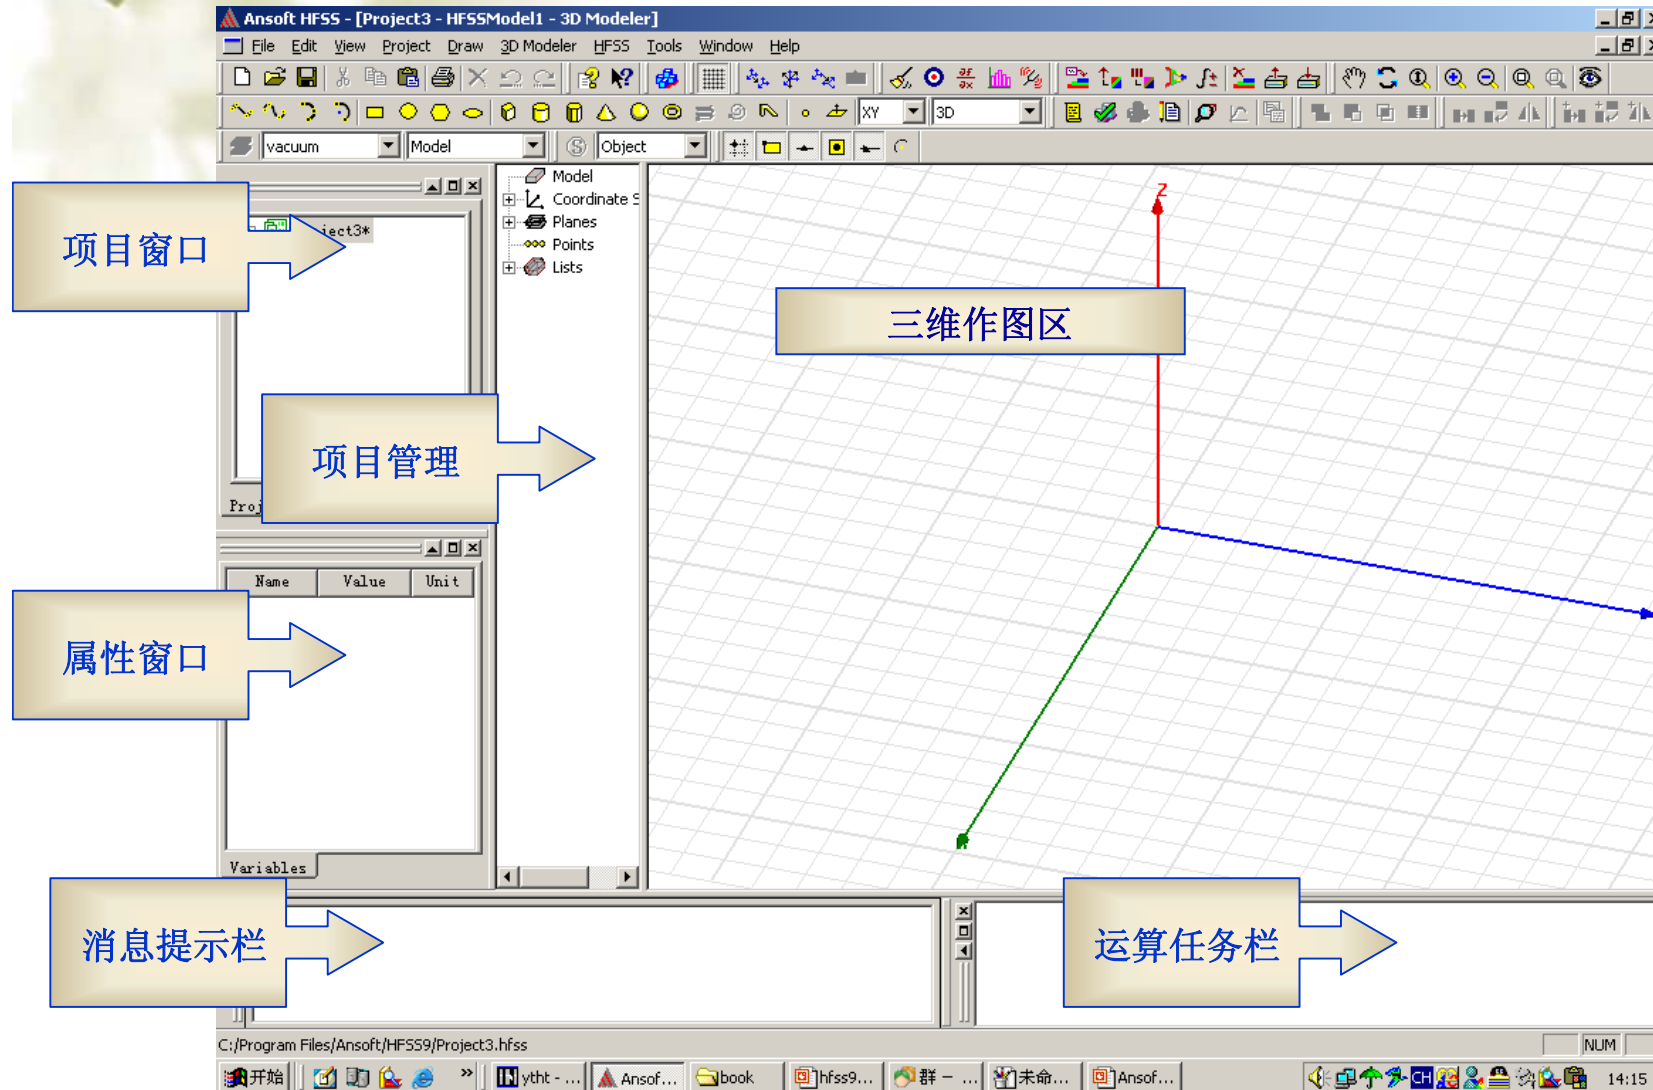 Ansoft HFSS - [Project3 - HFSSModel1 - 3D Modeler]
File Edit View Project Draw 3D Modeler HFSS Tools Window Help
XY 3D
vacuum Model Object
Model
Coordinate S
Planes
Points
Lists
ject3*
项目窗口
Z
三维作图区
项目管理
Proj
Name Value Unit
属性窗口
Variables
消息提示栏
运算任务栏
C:/Program Files/Ansoft/HFSS9/Project3.hfss
NUM
开始 » ytht - ... Ansof... book hfss9... 群 - ... 未命... Ansof... CH 14:15